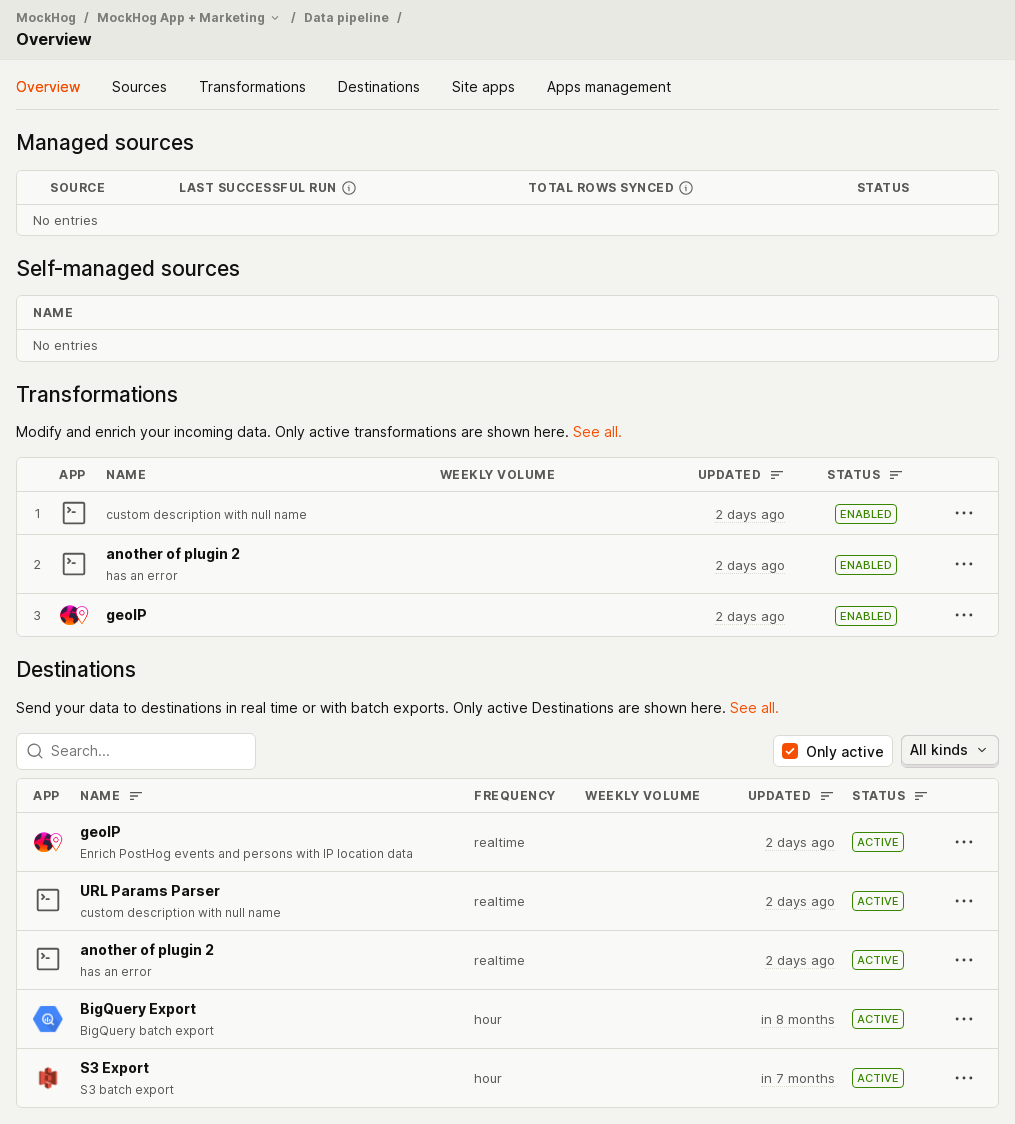 MockHog / MockHog App + Marketing / Data pipeline /
Overview
Overview Sources Transformations Destinations Site apps Apps management
Managed sources
SOURCE LAST SUCCESSFUL RUN TOTAL ROWS SYNCED STATUS
No entries
Self-managed sources
NAME
No entries
Transformations
Modify and enrich your incoming data. Only active transformations are shown here. See all.
APP NAME WEEKLY VOLUME UPDATED STATUS
1 custom description with null name 2 days ago ENABLED
another of plugin 2
2 2 days ago ENABLED
has an error
3 geoIP 2 days ago ENABLED
Destinations
Send your data to destinations in real time or with batch exports. Only active Destinations are shown here. See all.
Search... Only active All kinds
APP NAME FREQUENCY WEEKLY VOLUME UPDATED STATUS
geoIP
realtime 2 days ago ACTIVE
Enrich PostHog events and persons with IP location data
URL Params Parser
realtime 2 days ago ACTIVE
custom description with null name
another of plugin 2
realtime 2 days ago ACTIVE
has an error
BigQuery Export
hour in 8 months ACTIVE
BigQuery batch export
S3 Export
hour in 7 months ACTIVE
S3 batch export